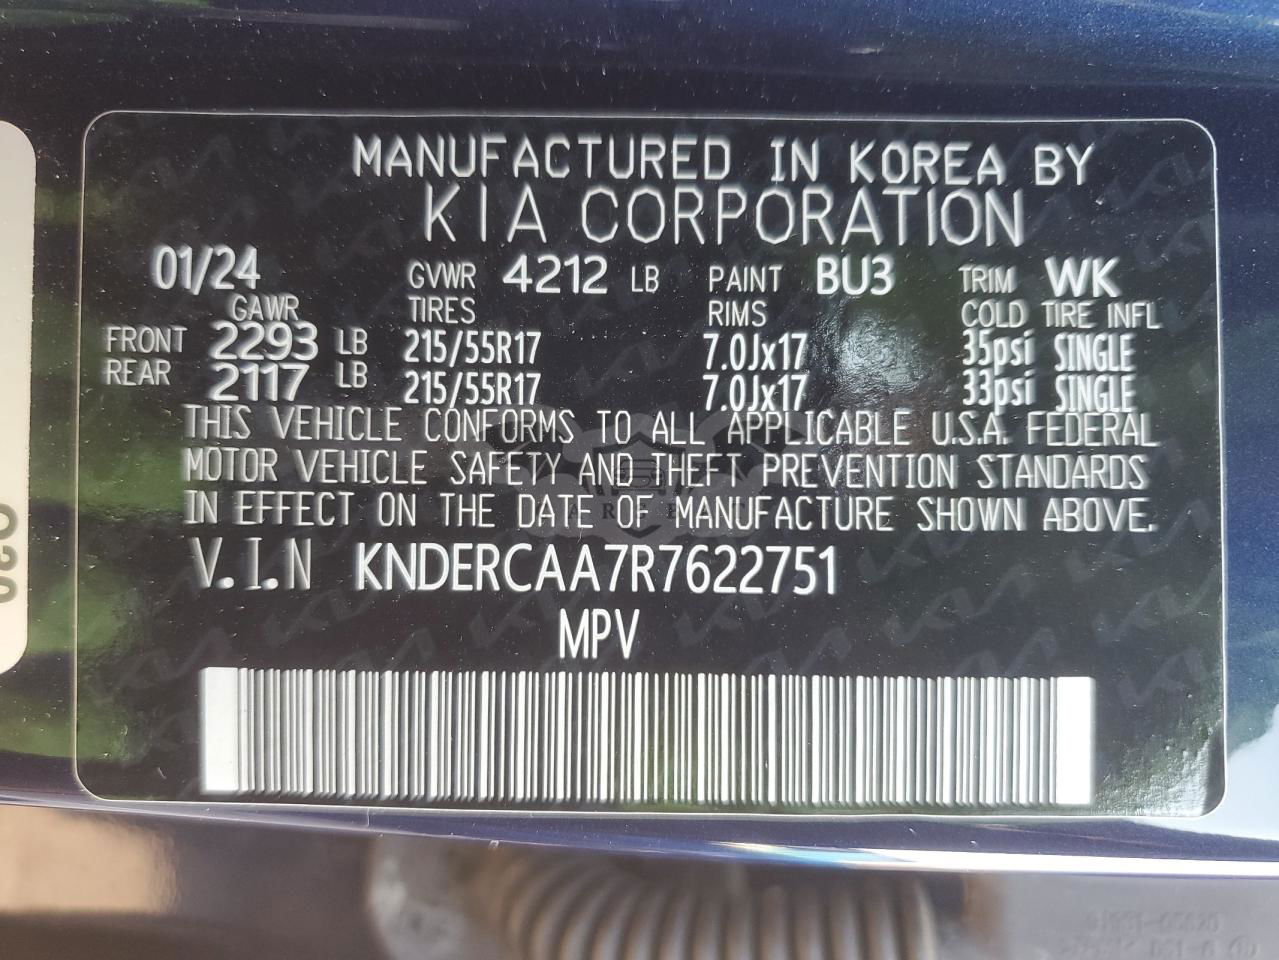 MANUFACTURED IN KOREA BY
KIA CORPORATION
01/24 GVWR 4212 LB PAINT BU3 TRIM WK
GAWR TIRES RIMS COLD TIRE INFL
FRONT 2293 LB 215/55R17 7.0Jx17 35psi SINGLE
REAR 2117 LB 215/55R17 7.0Jx17 33psi SINGLE
THIS VEHICLE CONFORMS TO ALL APPLICABLE U.S.A. FEDERAL
MOTOR VEHICLE SAFETY AND THEFT PREVENTION STANDARDS
IN EFFECT ON THE DATE OF MANUFACTURE SHOWN ABOVE.
V.I.N KNDERCAA7R7622751
MPV